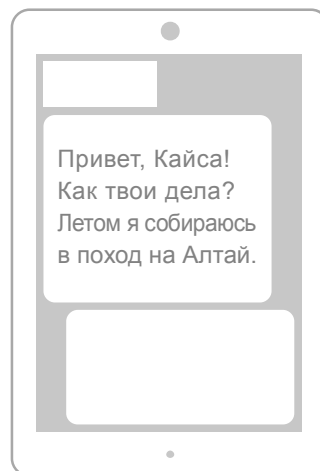 Привет, Кайса!
Как твои дела?
Летом я собираюсь
в поход на Алтай.